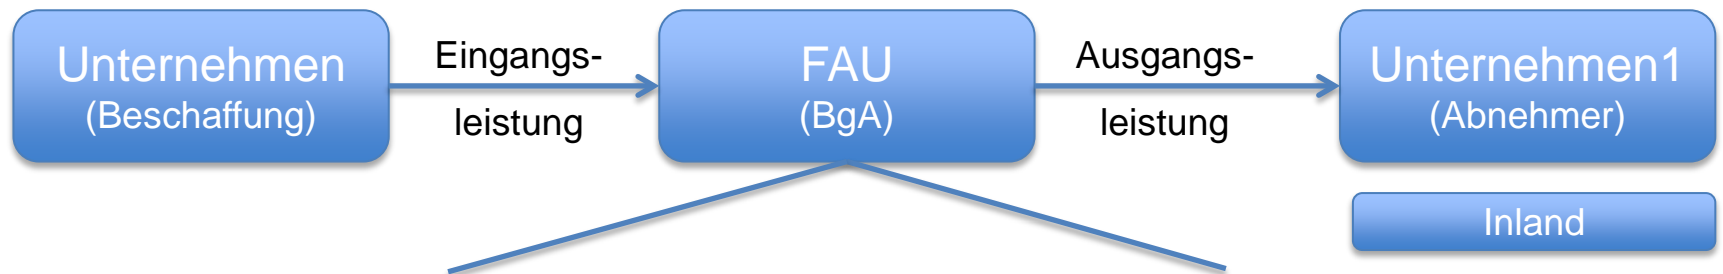 Unternehmen
(Beschaffung)
Eingangs-
leistung
FAU
(BgA)
Ausgangs-
leistung
Unternehmen1
(Abnehmer)
Inland